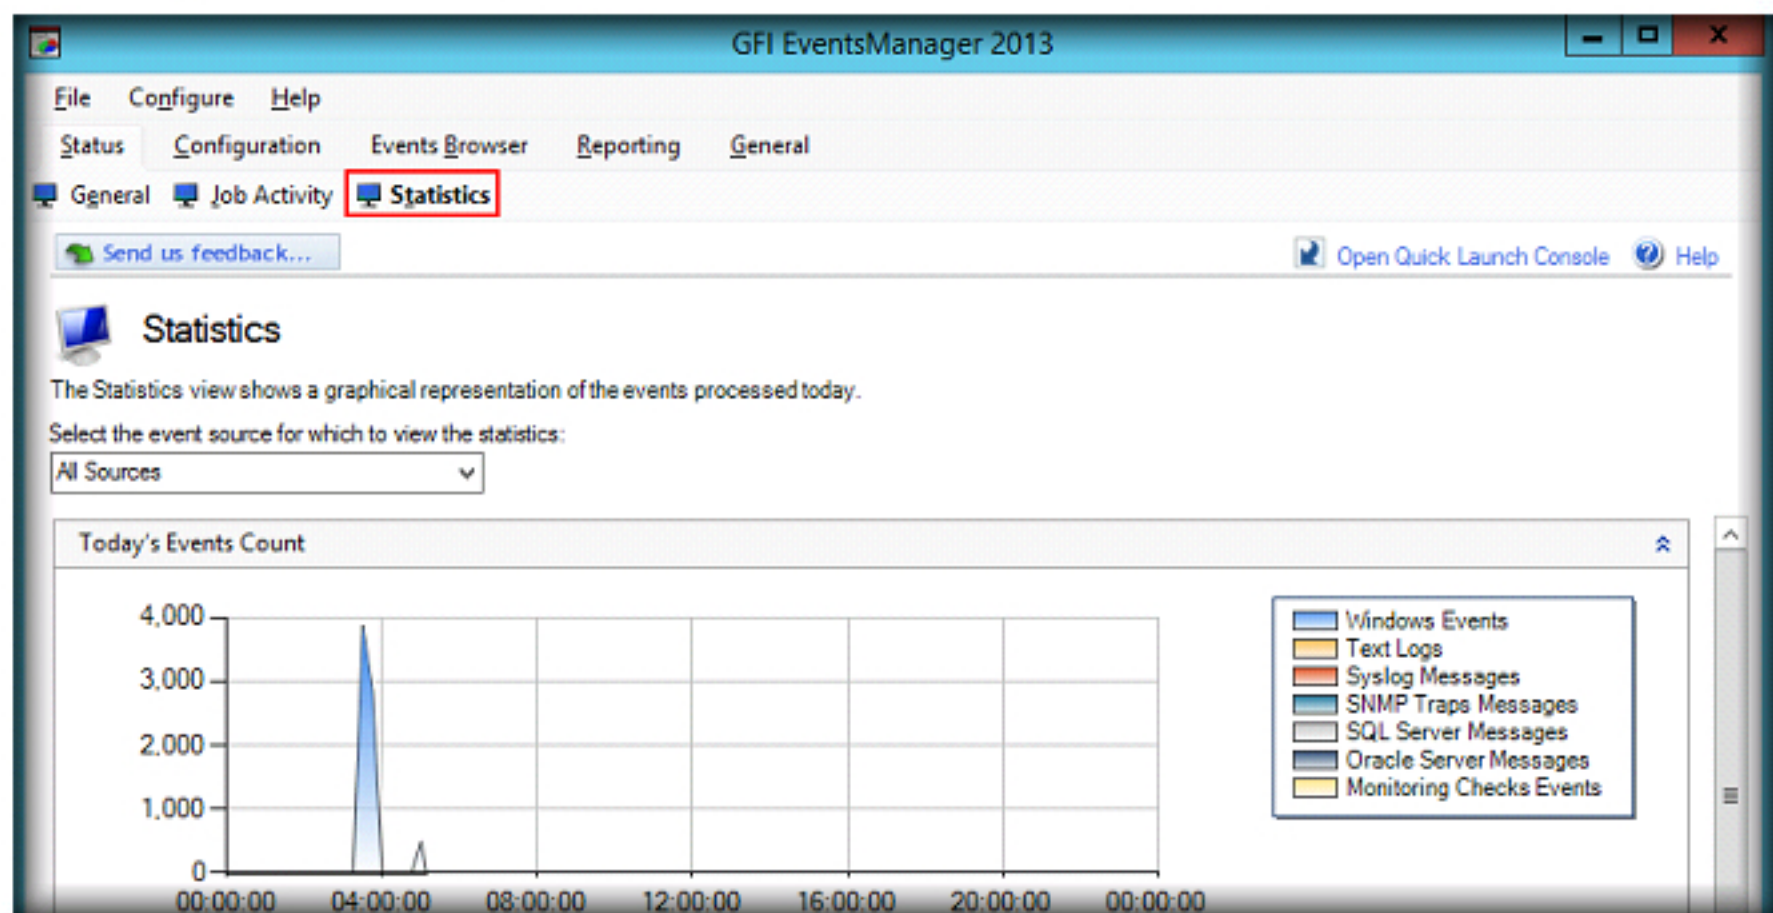 GFI EventsManager 2013
File Configure Help
Status Configuration Events Browser Reporting General
General Job Activity Statistics
Send us feedback... Open Quick Launch Console Help
Statistics
The Statistics view shows a graphical representation of the events processed today.
Select the event source for which to view the statistics:
All Sources
Today's Events Count
4,000
3,000
2,000
1,000
0
00:00:00 04:00:00 08:00:00 12:00:00 16:00:00 20:00:00 00:00:00
Windows Events
Text Logs
Syslog Messages
SNMP Traps Messages
SQL Server Messages
Oracle Server Messages
Monitoring Checks Events